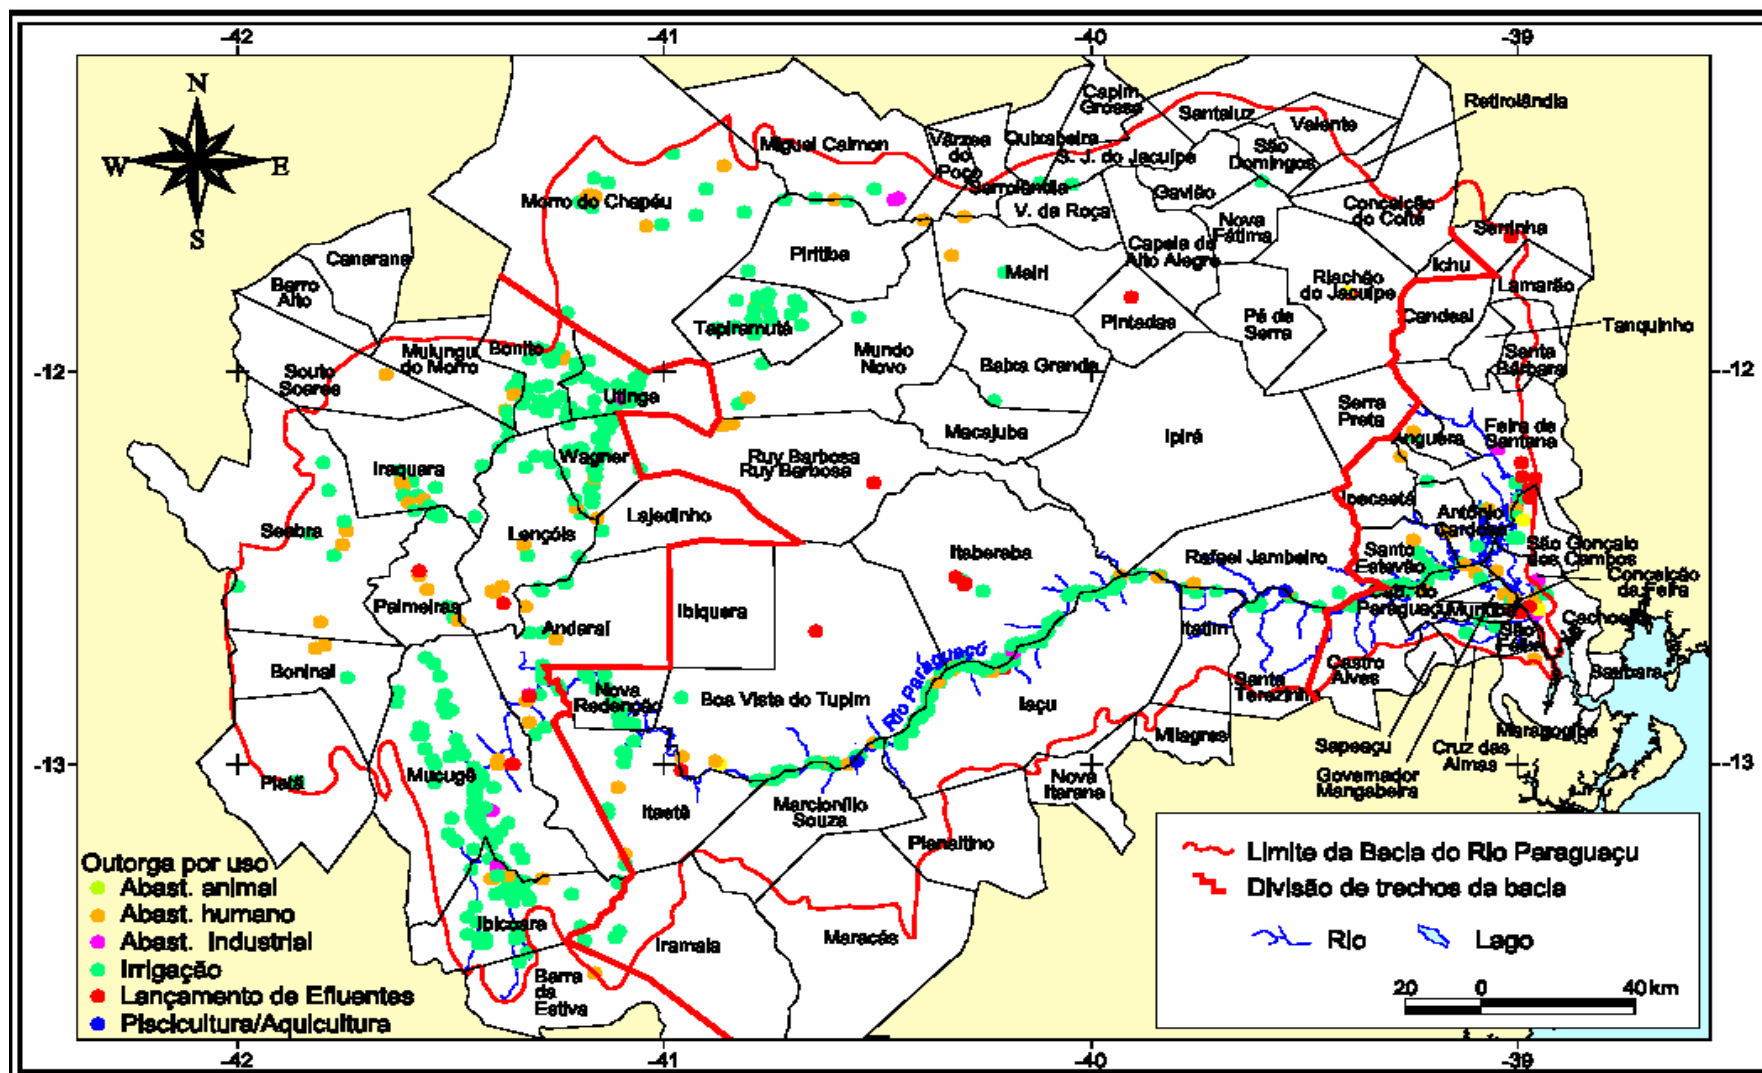 -42
-41
-40
-39
N
W
E
S
Capim
Grosso
Retirolândia
Santaluz
Valente
Miguel Calmon
Várzea
do
Poço
Quixabeira
S. J. do Jacuípe
São
Domingos
Serrolândia
Gavião
Morro do Chapéu
V. da Roça
Nova
Fátima
Conceição
do Coité
Serrinha
Canarana
Piritiba
Capela do
Alto Alegre
Mairi
Ichu
Barro
Alto
Riachão
do Jacuípe
Lamarão
Tapiramutá
Pintadas
Pé de
Serra
Candeal
Tanquinho
Mulungu
do Morro
Bonito
Mundo
Novo
Baixa Grande
Santa
Bárbara
-12
-12
Souto
Soares
Utinga
Serra
Preta
Macajuba
Ipirá
Anguera
Feira de
Santana
Iraquara
Wagner
Ruy Barbosa
Ruy Barbosa
Ipecaetá
Seabra
Lençóis
Lajedinho
Antônio
Cardoso
Itaberaba
Rafael Jambeiro
Santo
Estevão
São Gonçalo
dos Campos
Conceição
da Feira
Palmeiras
Ibiquera
Cab. do
Paraguaçu
Muritiba
Cachoeira
Andaraí
Itatim
São
Felix
Boninal
Rio Paraguaçú
Castro
Alves
Saubara
Nova
Redenção
Boa Vista do Tupim
Iaçu
Santa
Terezinha
Milagres
Maragogipe
Sapeaçu
Cruz das
Almas
Governador
Mangabeira
-13
-13
Piatã
Mucugê
Nova
Itarana
Itaetê
Marcionílio
Souza
Planaltino
Ibicoara
Iramaia
Maracás
Barra
da
Estiva
Outorga por uso
Abast. animal
Abast. humano
Abast. Industrial
Irrigação
Lançamento de Efluentes
Piscicultura/Aquicultura
Limite da Bacia do Rio Paraguaçu
Divisão de trechos da bacia
Rio
Lago
20
0
40 km
-42
-41
-40
-39